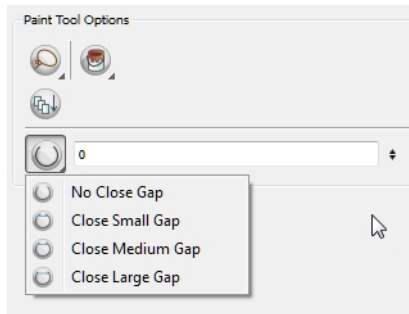 Paint Tool Options
0
No Close Gap
Close Small Gap
Close Medium Gap
Close Large Gap